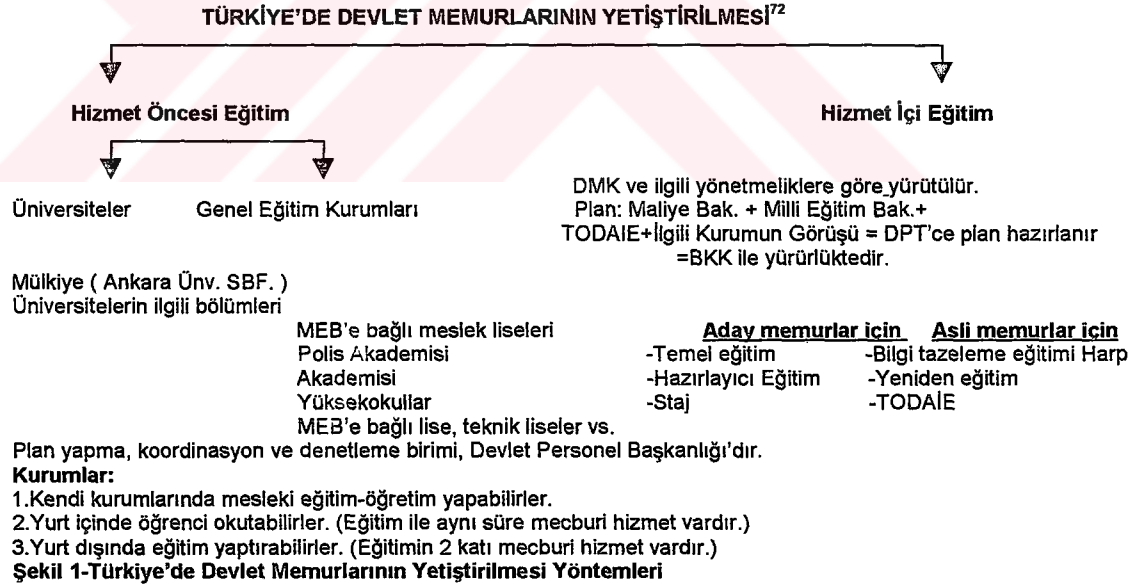 TÜRKİYE'DE DEVLET MEMURLARININ YETİŞTİRİLMESİ72
Hizmet Öncesi Eğitim Hizmet İçi Eğitim
DMK ve ilgili yönetmeliklere göre yürütülür.
Üniversiteler Genel Eğitim Kurumları Plan: Maliye Bak. + Milli Eğitim Bak.+
TODAIE+İlgili Kurumun Görüşü = DPT'ce plan hazırlanır
=BKK ile yürürlüktedir.
Mülkiye ( Ankara Ünv. SBF. )
Üniversitelerin ilgili bölümleri
MEB'e bağlı meslek liseleri Aday memurlar için Asli memurlar için
Polis Akademisi -Temel eğitim -Bilgi tazeleme eğitimi Harp
Akademisi -Hazırlayıcı Eğitim -Yeniden eğitim
Yüksekokullar -Staj -TODAİE
MEB'e bağlı lise, teknik liseler vs.
Plan yapma, koordinasyon ve denetleme birimi, Devlet Personel Başkanlığı'dır.
Kurumlar:
1.Kendi kurumlarında mesleki eğitim-öğretim yapabilirler.
2.Yurt içinde öğrenci okutabilirler. (Eğitim ile aynı süre mecburi hizmet vardır.)
3.Yurt dışında eğitim yaptırabilirler. (Eğitimin 2 katı mecburi hizmet vardır.)
Şekil 1-Türkiye'de Devlet Memurlarının Yetiştirilmesi Yöntemleri